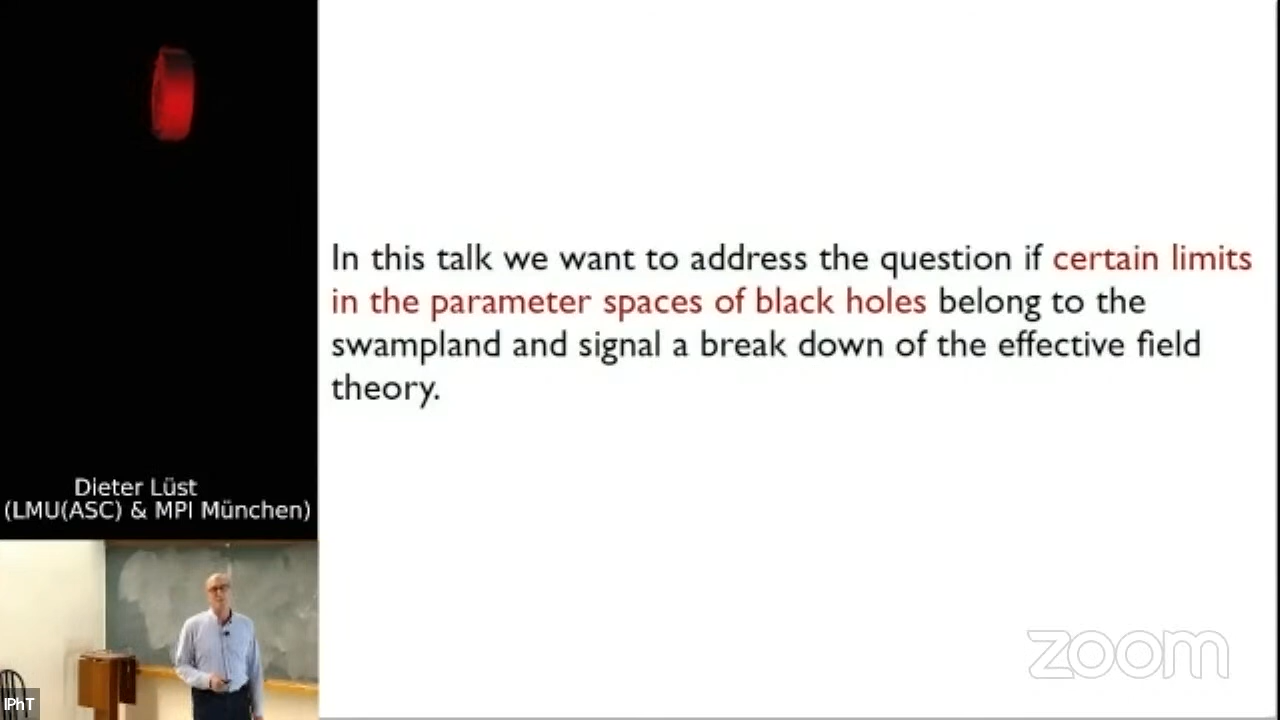 In this talk we want to address the question if certain limits
in the parameter spaces of black holes belong to the
swampland and signal a break down of the effective field
theory.
Dieter Lüst
(LMU(ASC) & MPI München)
IPhT
zoom